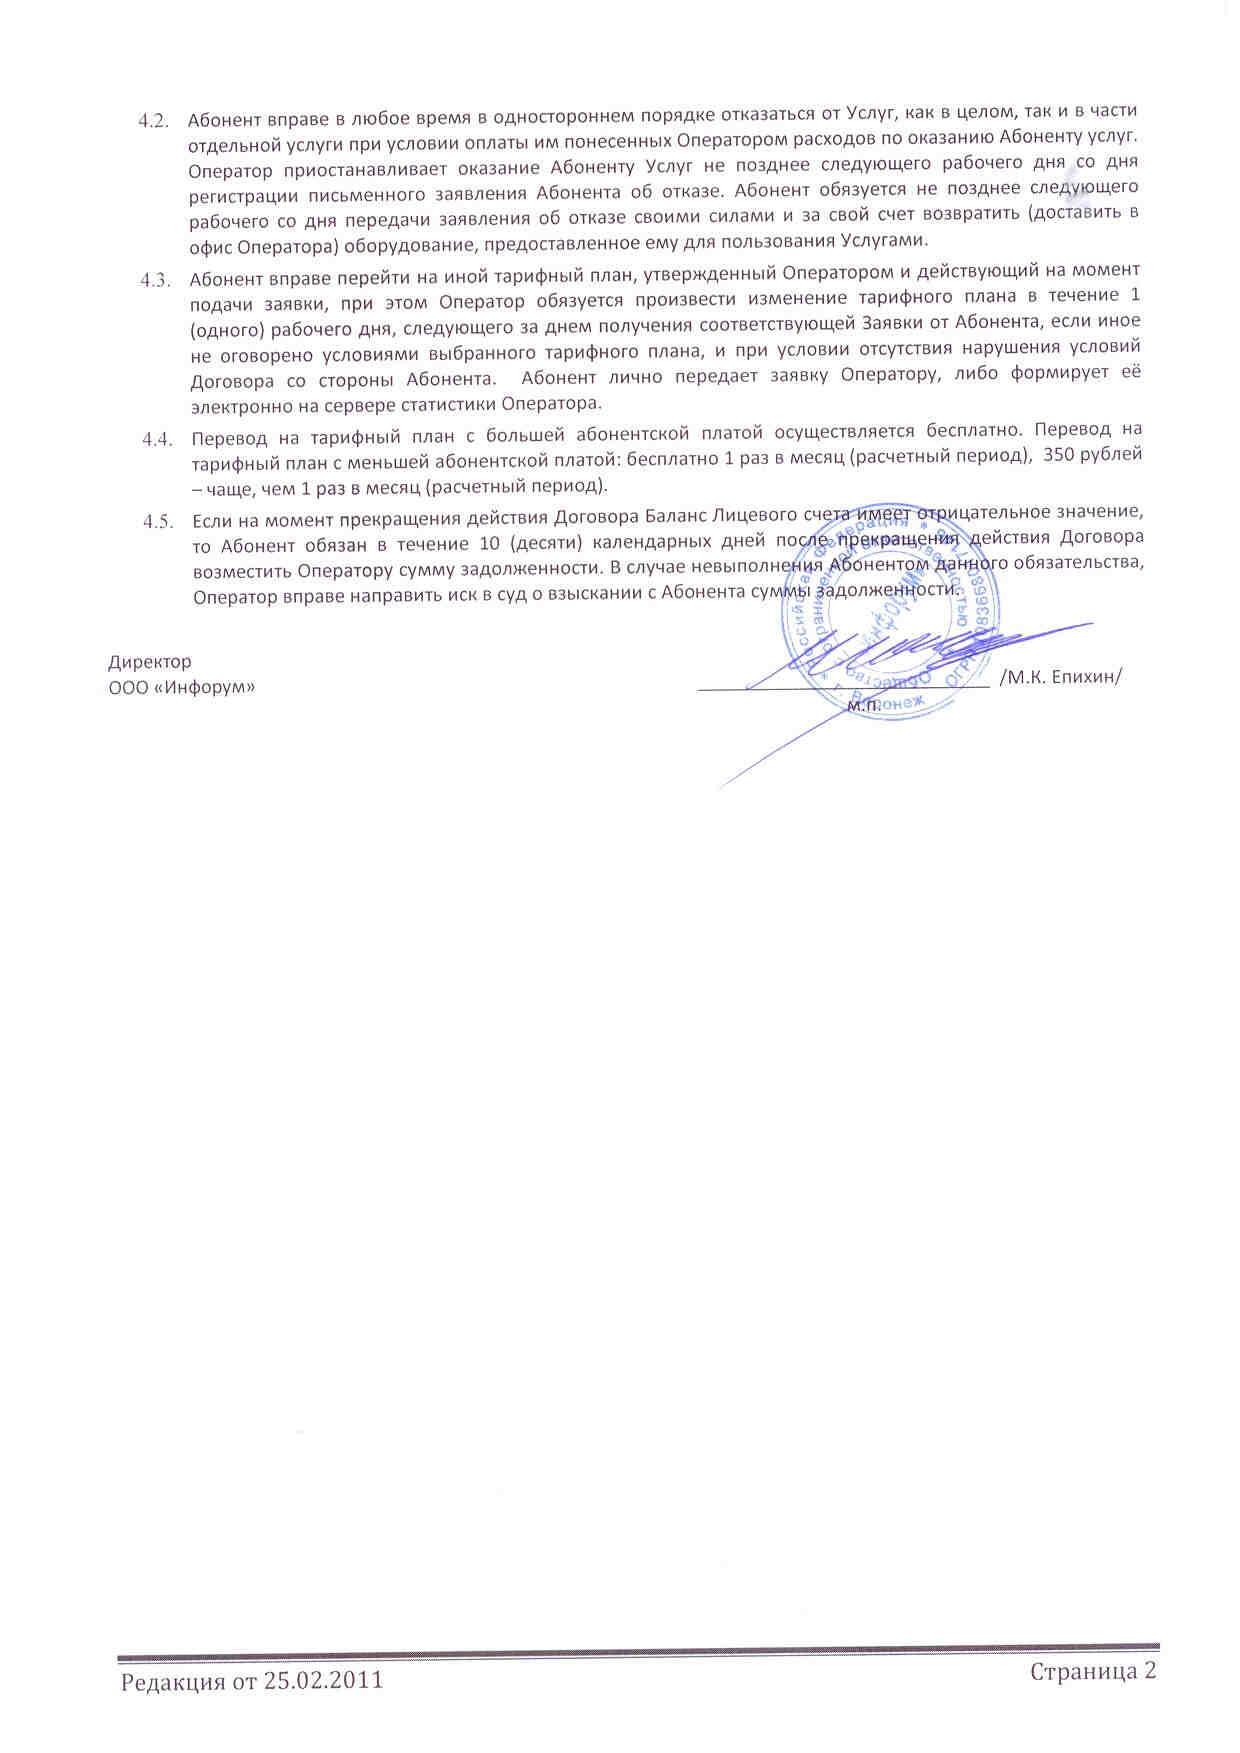 4.2. Абонент вправе в любое время в одностороннем порядке отказаться от Услуг, как в целом, так и в части
отдельной услуги при условии оплаты им понесенных Оператором расходов по оказанию Абоненту услуг.
Оператор приостанавливает оказание Абоненту Услуг не позднее следующего рабочего дня со дня
регистрации письменного заявления Абонента об отказе. Абонент обязуется не позднее следующего
рабочего со дня передачи заявления об отказе своими силами и за свой счет возвратить (доставить в
офис Оператора) оборудование, предоставленное ему для пользования Услугами.
4.3. Абонент вправе перейти на иной тарифный план, утвержденный Оператором и действующий на момент
подачи заявки, при этом Оператор обязуется произвести изменение тарифного плана в течение 1
(одного) рабочего дня, следующего за днем получения соответствующей Заявки от Абонента, если иное
не оговорено условиями выбранного тарифного плана, и при условии отсутствия нарушения условий
Договора со стороны Абонента. Абонент лично передает заявку Оператору, либо формирует её
электронно на сервере статистики Оператора.
4.4. Перевод на тарифный план с большей абонентской платой осуществляется бесплатно. Перевод на
тарифный план с меньшей абонентской платой: бесплатно 1 раз в месяц (расчетный период), 350 рублей
– чаще, чем 1 раз в месяц (расчетный период).
4.5. Если на момент прекращения действия Договора Баланс Лицевого счета имеет отрицательное значение,
то Абонент обязан в течение 10 (десяти) календарных дней после прекращения действия Договора
возместить Оператору сумму задолженности. В случае невыполнения Абонентом данного обязательства,
Оператор вправе направить иск в суд о взыскании с Абонента суммы задолженности.
Директор
ООО «Инфорум» /М.К. Епихин/
м.п.
Российская Федерация * г. Воронеж
Общество с ограниченной ответственностью
«Инфорум»
Редакция от 25.02.2011 Страница 2